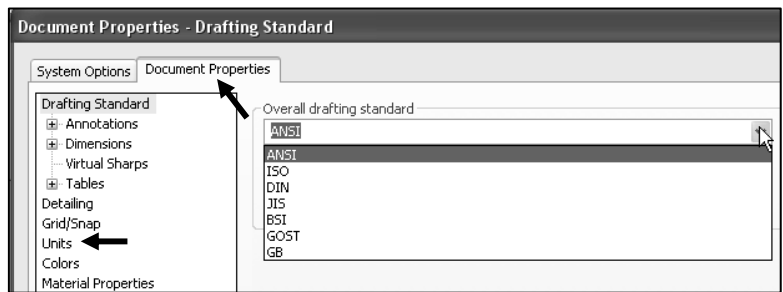 Document Properties - Drafting Standard
System Options
Document Properties
Drafting Standard
Annotations
Dimensions
Virtual Sharps
Tables
Detailing
Grid/Snap
Units
Colors
Material Properties
Overall drafting standard
ANSI
ANSI
ISO
DIN
JIS
BSI
GOST
GB